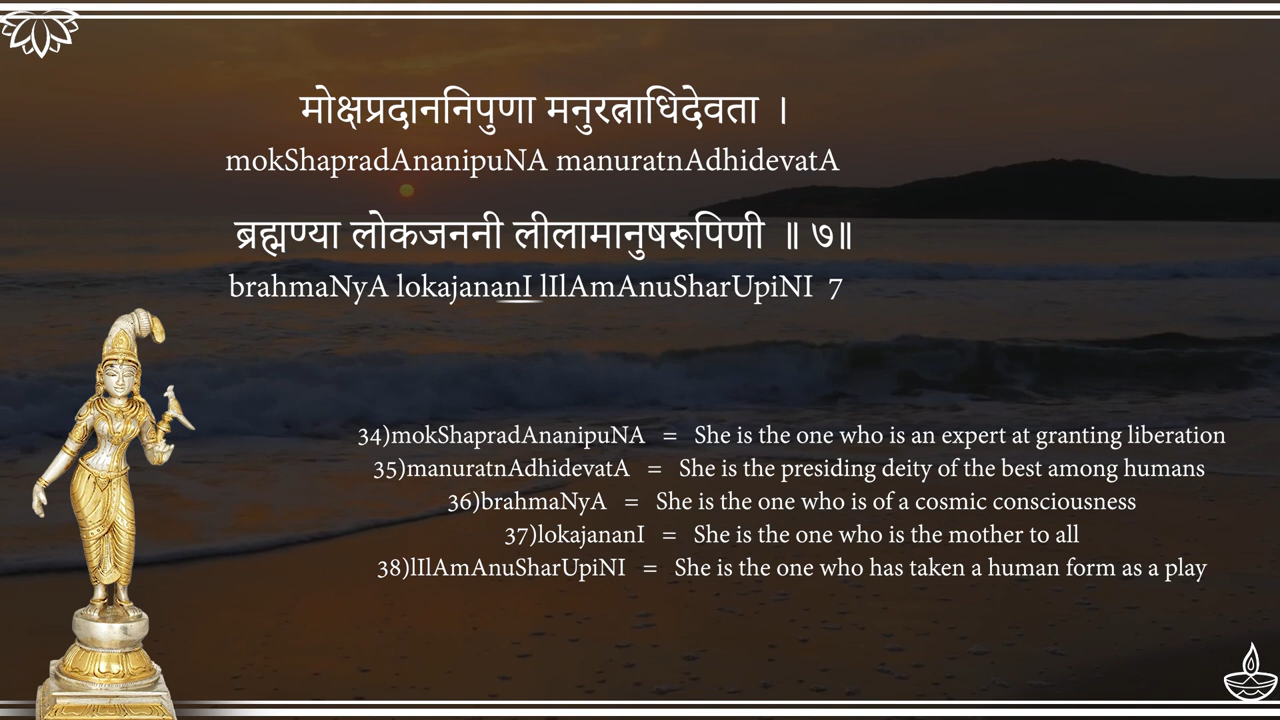 मोक्षप्रदाननिपुणा मनुरत्नाधिदेवता ।
mokShapradAnanipuNA manuratnAdhidevatA
ब्रह्मण्या लोकजननी लीलामानुषरूपिणी ॥ ७॥
brahmaNyA lokajananI lIlAmAnuSharUpiNI 7
34)mokShapradAnanipuNA = She is the one who is an expert at granting liberation
35)manuratnAdhidevatA = She is the presiding deity of the best among humans
36)brahmaNyA = She is the one who is of a cosmic consciousness
37)lokajananI = She is the one who is the mother to all
38)lIlAmAnuSharUpiNI = She is the one who has taken a human form as a play